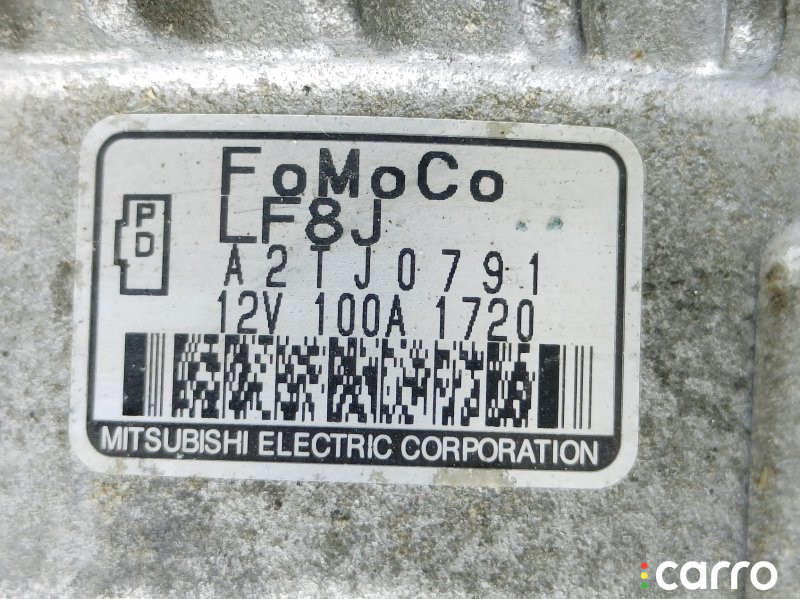 FoMoCo
LF8J
P
D
A2TJ0791
12V 100A 1720
MITSUBISHI ELECTRIC CORPORATION
carro